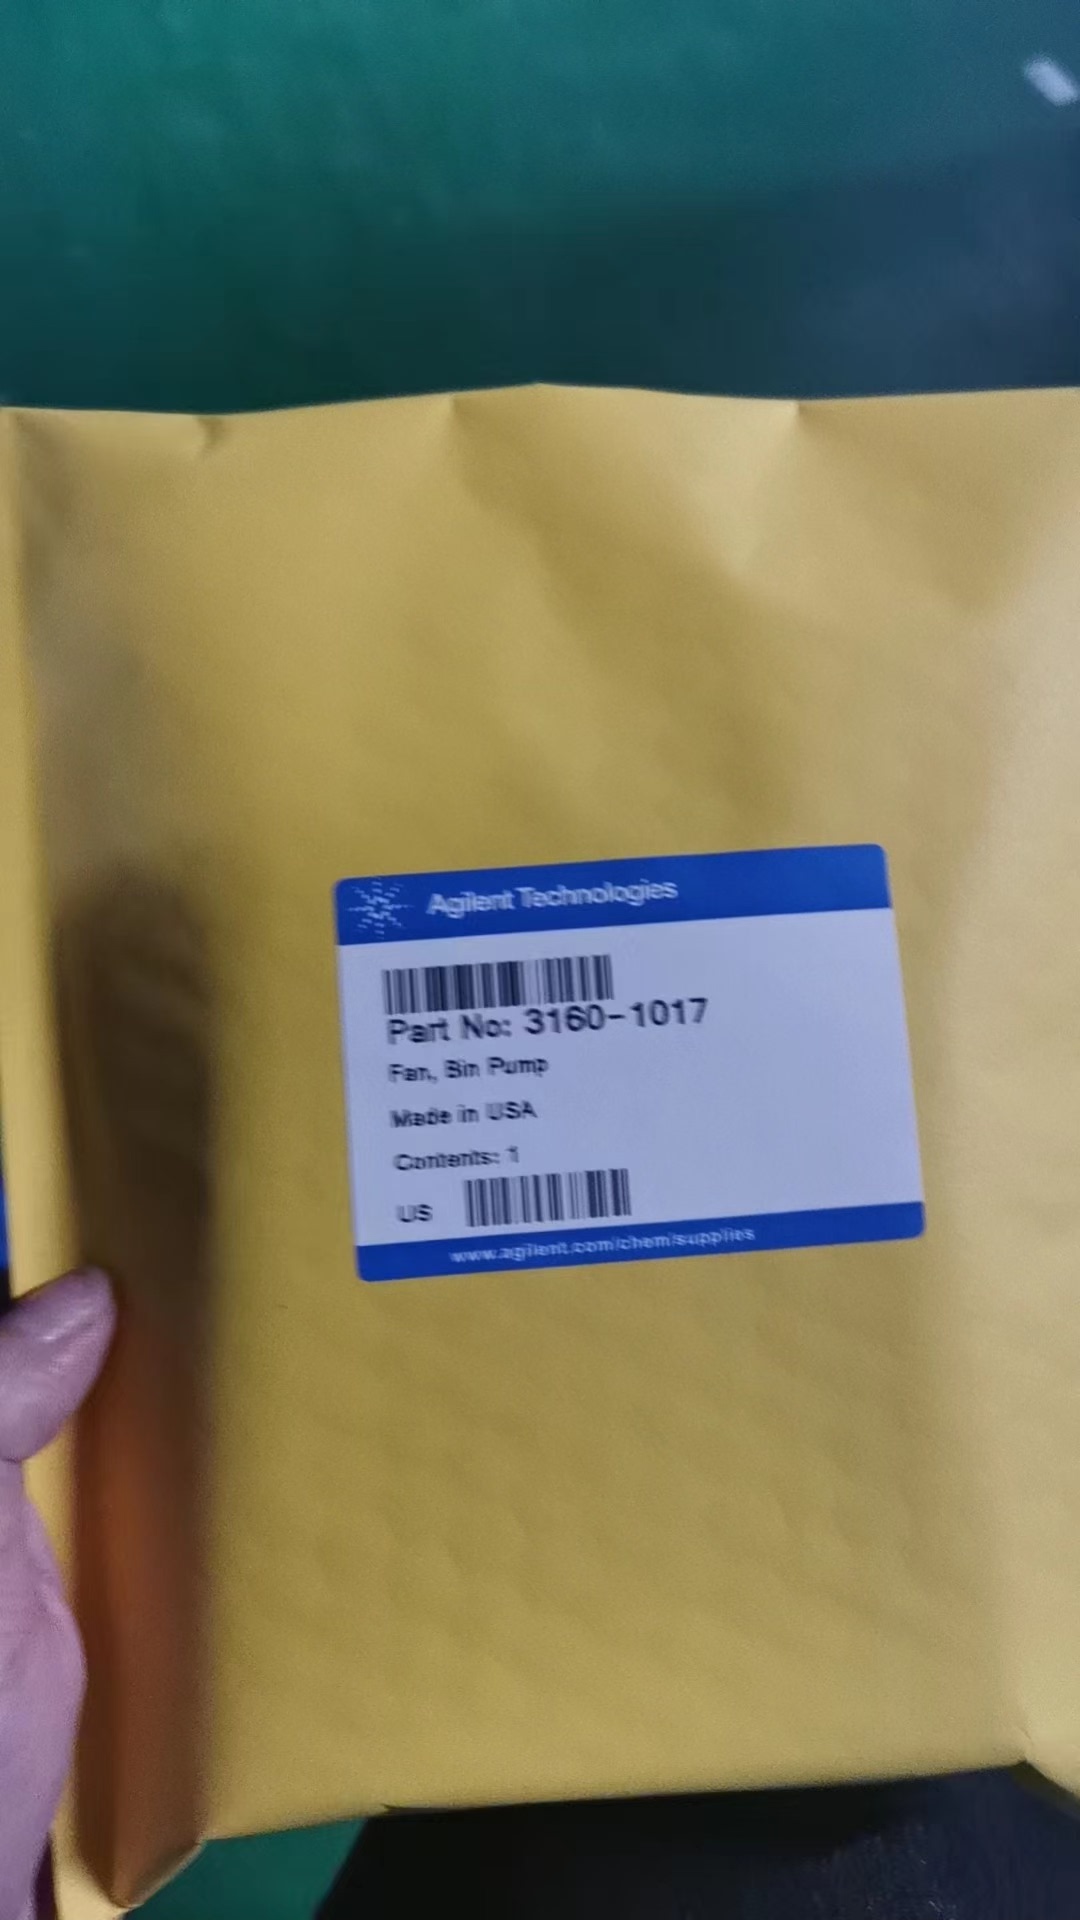 Agilent Technologies
Part No: 3160-1017
Fan, Bin Pump
Made in USA
Contents: 1
US
www.agilent.com/chem/supplies